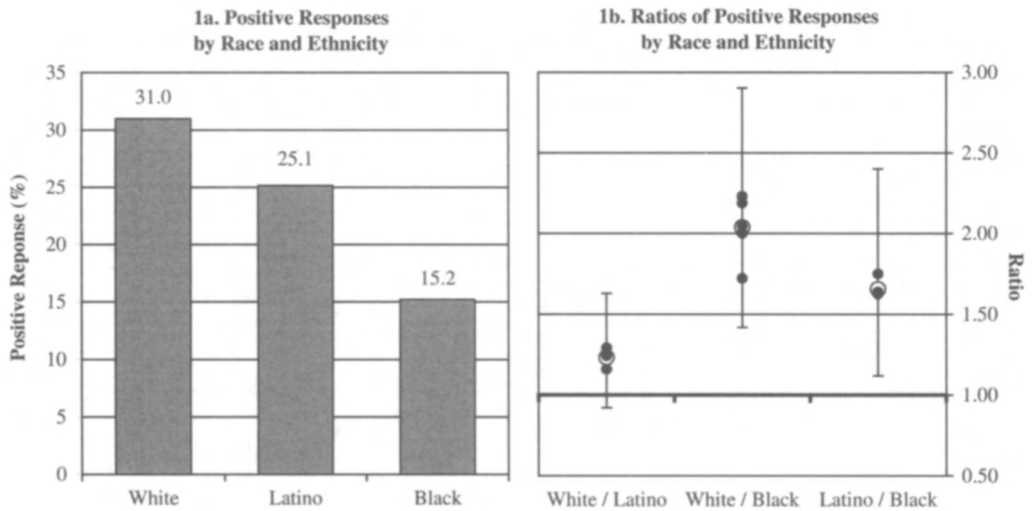 1a. Positive Responses
by Race and Ethnicity
35
30
25
20
15
10
5
0
Positive Reponse (%)
31.0
25.1
15.2
White
Latino
Black
1b. Ratios of Positive Responses
by Race and Ethnicity
3.00
2.50
2.00
1.50
1.00
0.50
Ratio
White / Latino
White / Black
Latino / Black